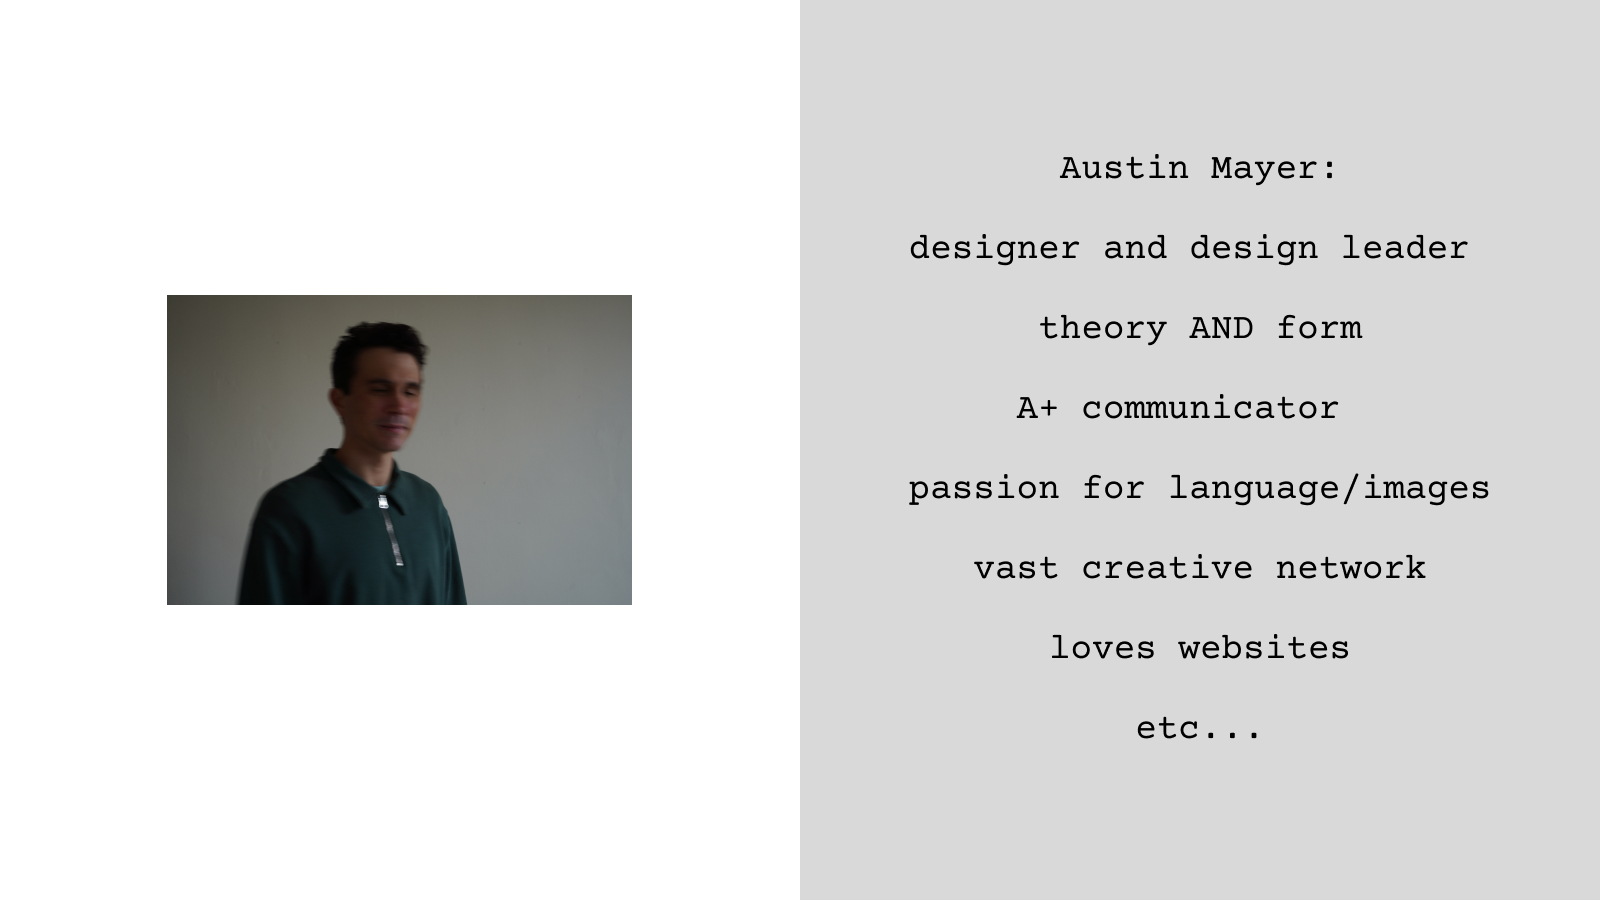 Austin Mayer:
designer and design leader
theory AND form
A+ communicator
passion for language/images
vast creative network
loves websites
etc...